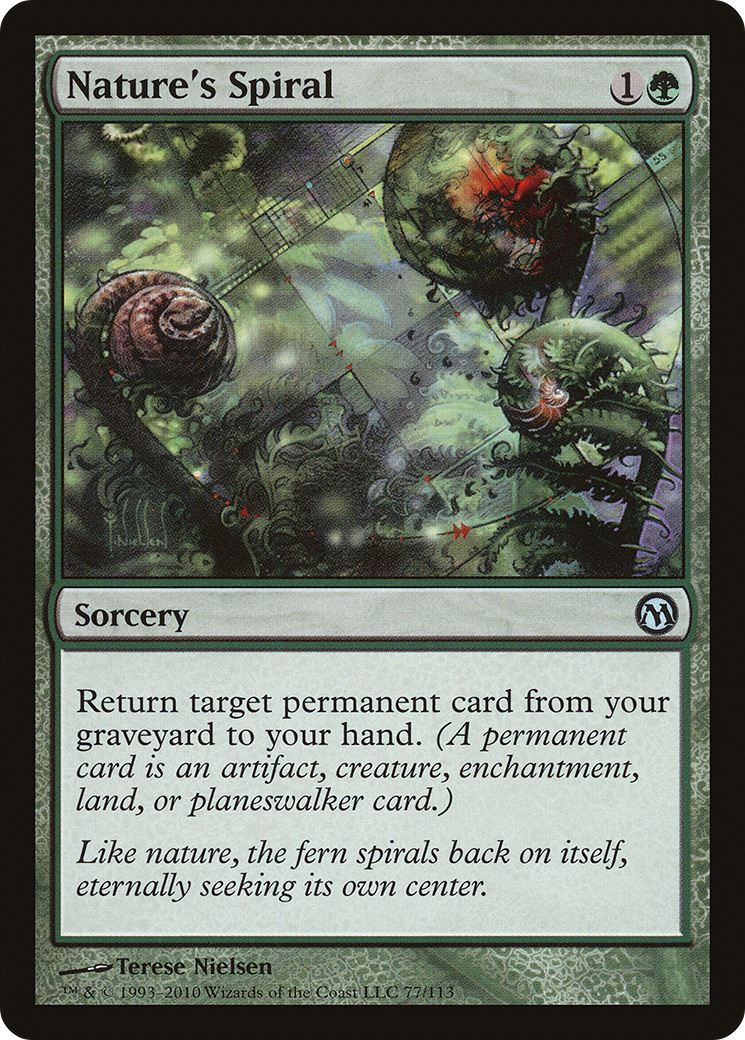 Nature's Spiral
1
55
T. NIELSEN
Sorcery
M
Return target permanent card from your
graveyard to your hand. (A permanent
card is an artifact, creature, enchantment,
land, or planeswalker card.)
Like nature, the fern spirals back on itself,
eternally seeking its own center.
Terese Nielsen
™ & © 1993–2010 Wizards of the Coast LLC 77/113